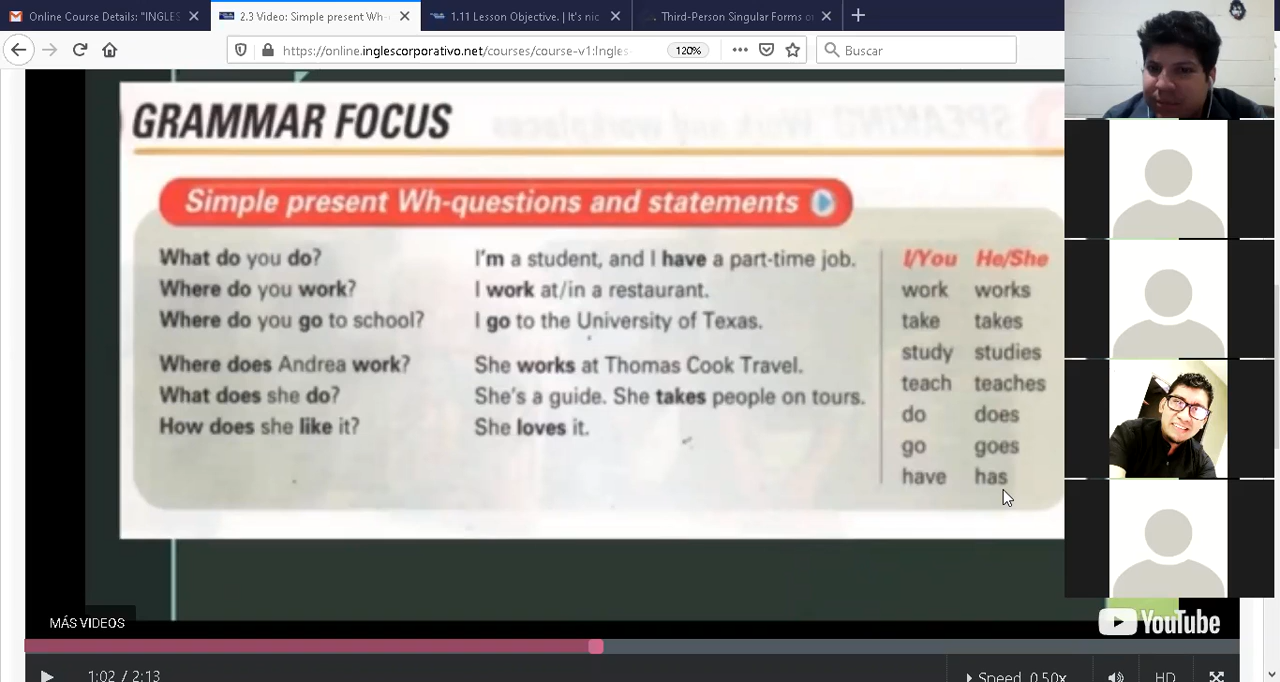 Online Course Details: "INGLES
2.3 Video: Simple present Wh-
1.11 Lesson Objective. | It's nic
Third-Person Singular Forms o
https://online.inglescorporativo.net/courses/course-v1:Ingles
120%
Buscar
GRAMMAR FOCUS
Simple present Wh-questions and statements
What do you do? I'm a student, and I have a part-time job. I/You He/She
Where do you work? I work at/in a restaurant. work works
Where do you go to school? I go to the University of Texas. take takes
study studies
Where does Andrea work? She works at Thomas Cook Travel.
What does she do? She's a guide. She takes people on tours. teach teaches
How does she like it? She loves it. do does
go goes
have has
MÁS VIDEOS
YouTube
1:02 / 2:13
Speed 0.50x
HD